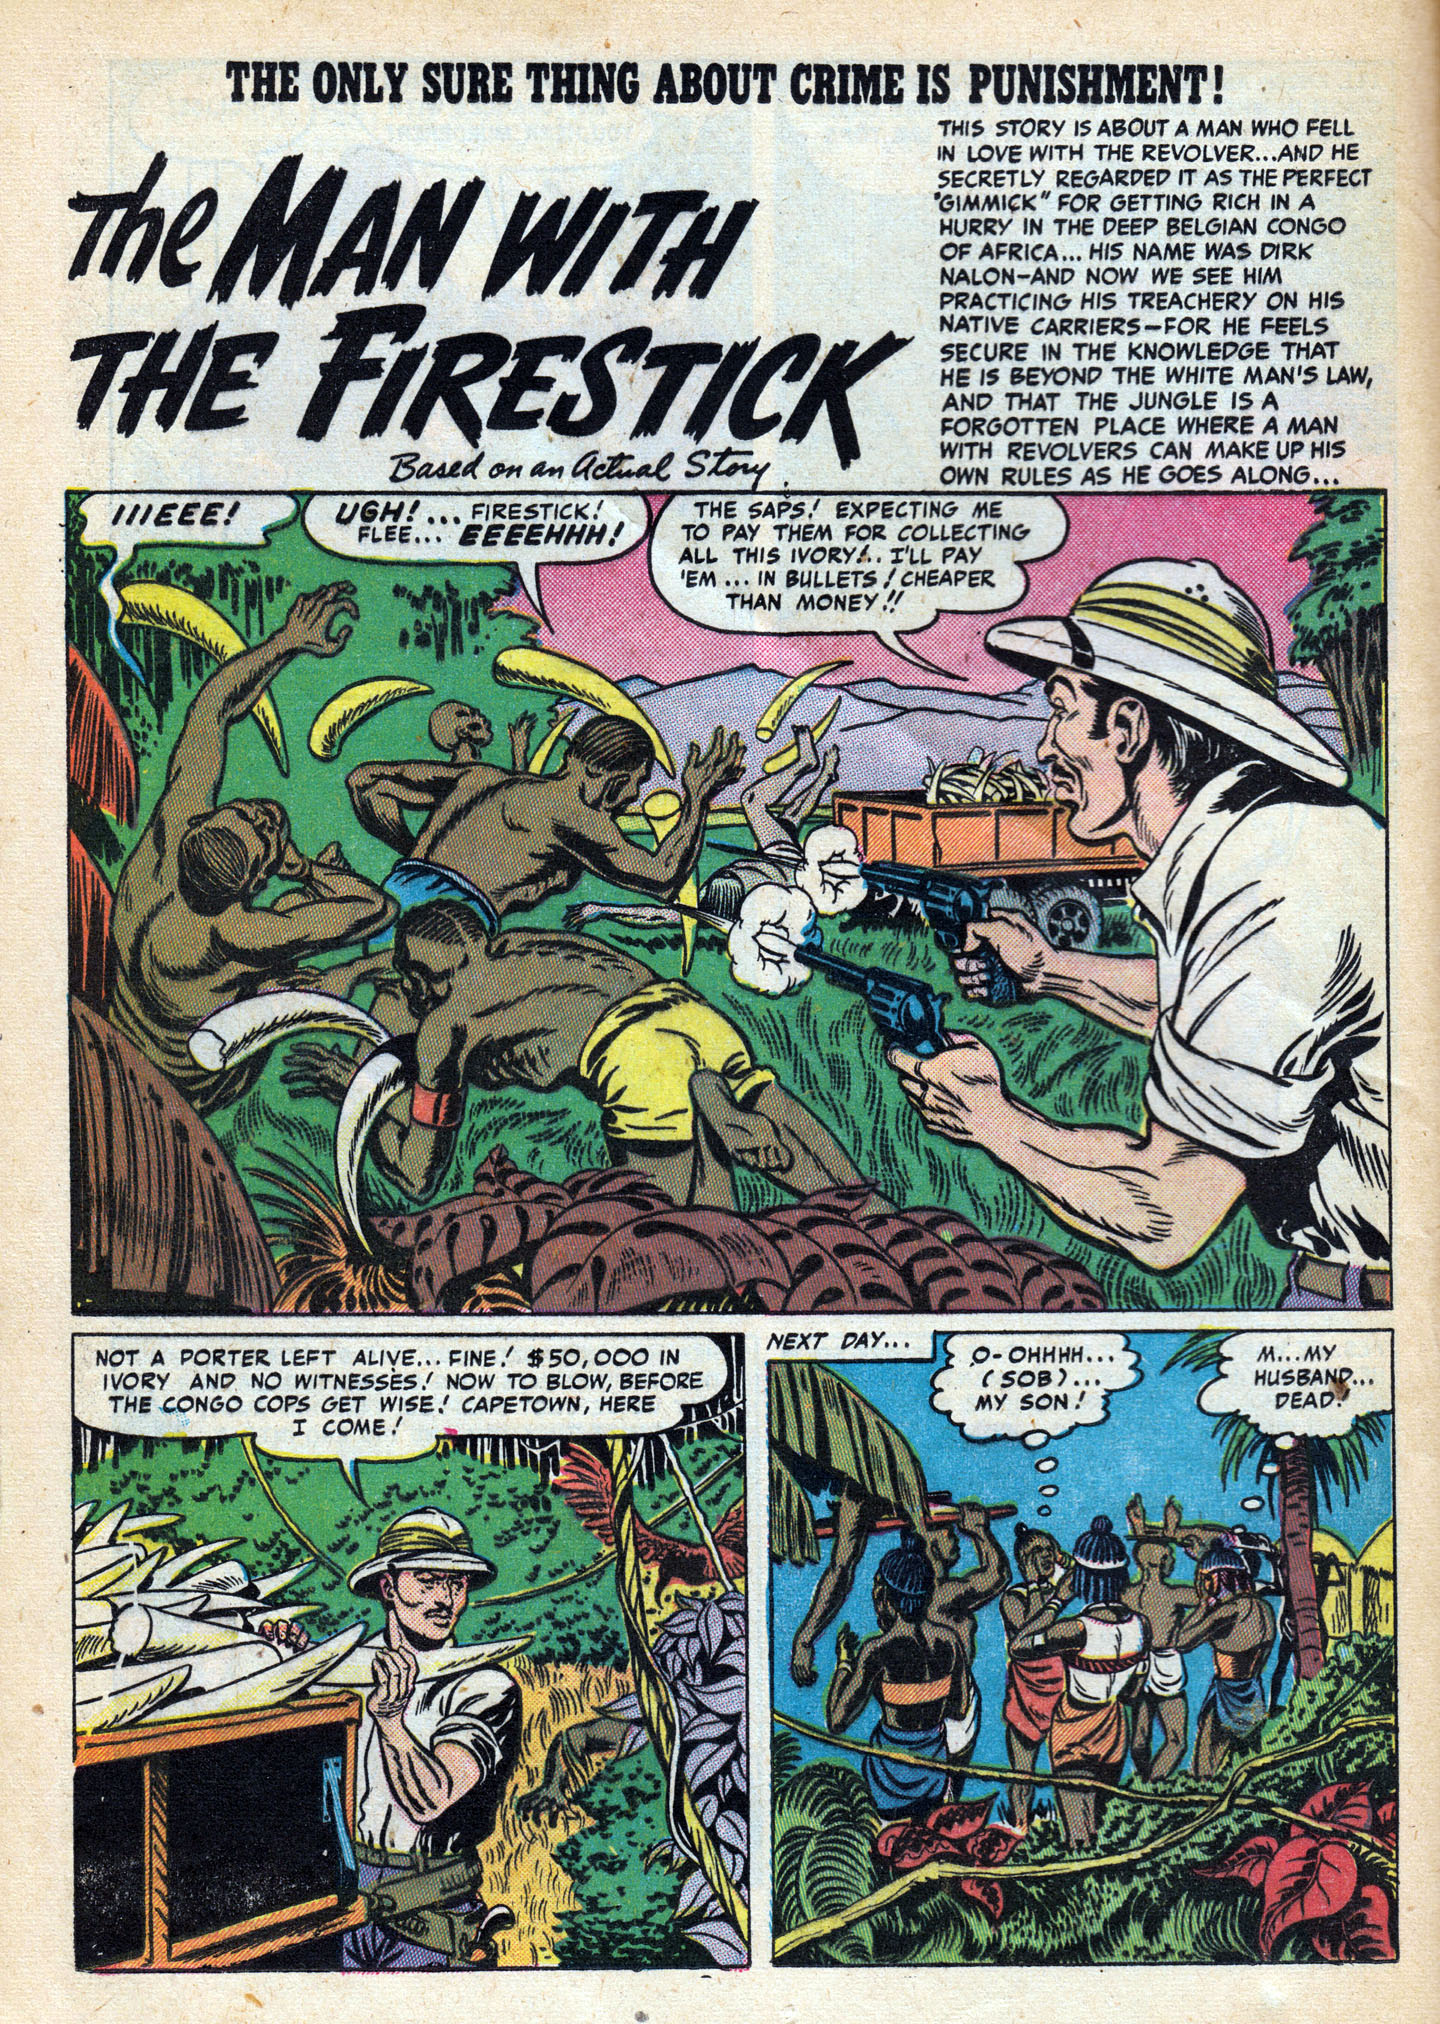 THE ONLY SURE THING ABOUT CRIME IS PUNISHMENT!
The MAN WITH
THE FIRESTICK
Based on an Actual Story
THIS STORY IS ABOUT A MAN WHO FELL
IN LOVE WITH THE REVOLVER...AND HE
SECRETLY REGARDED IT AS THE PERFECT
"GIMMICK" FOR GETTING RICH IN A
HURRY IN THE DEEP BELGIAN CONGO
OF AFRICA... HIS NAME WAS DIRK
NALON-AND NOW WE SEE HIM
PRACTICING HIS TREACHERY ON HIS
NATIVE CARRIERS-FOR HE FEELS
SECURE IN THE KNOWLEDGE THAT
HE IS BEYOND THE WHITE MAN'S LAW,
AND THAT THE JUNGLE IS A
FORGOTTEN PLACE WHERE A MAN
WITH REVOLVERS CAN MAKE UP HIS
OWN RULES AS HE GOES ALONG...
IIIEEE!
UGH! ... FIRESTICK!
FLEE... EEEEHHH!
THE SAPS! EXPECTING ME
TO PAY THEM FOR COLLECTING
ALL THIS IVORY!.. I'LL PAY
'EM ... IN BULLETS! CHEAPER
THAN MONEY!!
NOT A PORTER LEFT ALIVE... FINE! $50,000 IN
IVORY AND NO WITNESSES! NOW TO BLOW, BEFORE
THE CONGO COPS GET WISE! CAPETOWN, HERE
I COME!
NEXT DAY...
O-OHHHH...
(SOB)...
MY SON!
M...MY
HUSBAND...
DEAD!